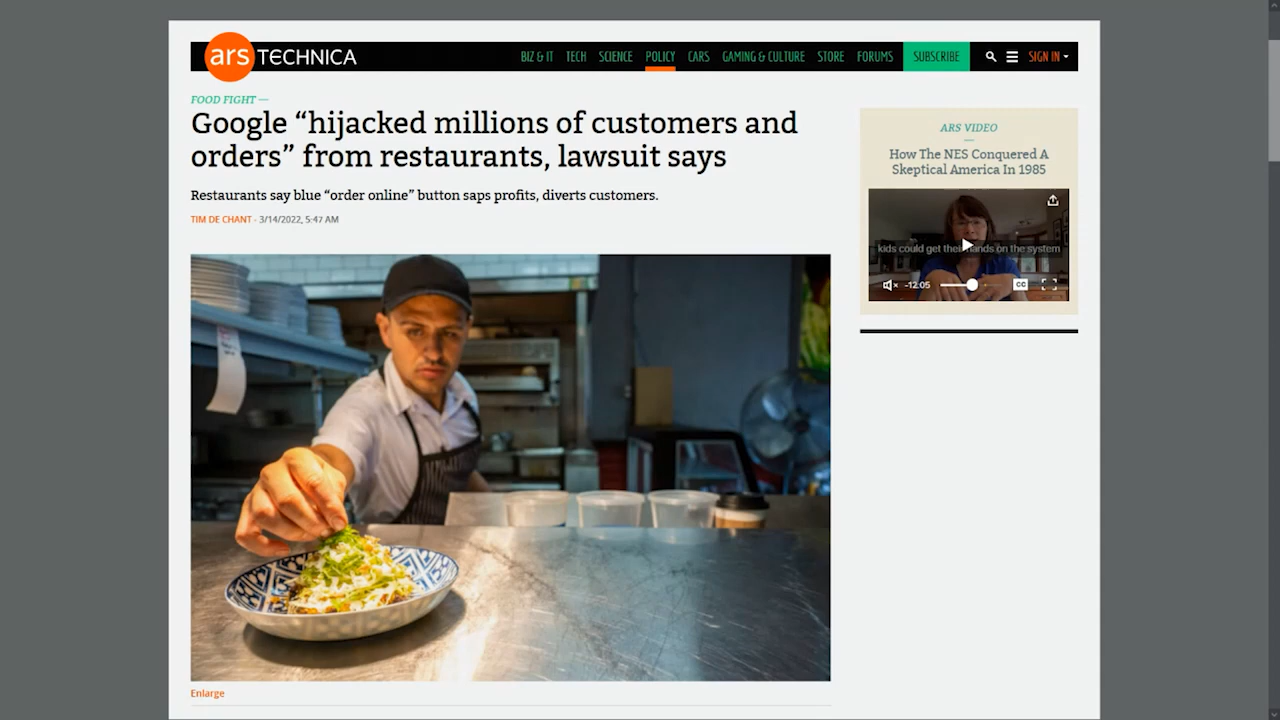 ars TECHNICA
BIZ & IT TECH SCIENCE POLICY CARS GAMING & CULTURE STORE FORUMS SUBSCRIBE SIGN IN
FOOD FIGHT —
Google “hijacked millions of customers and
orders” from restaurants, lawsuit says
Restaurants say blue “order online” button saps profits, diverts customers.
TIM DE CHANT - 3/14/2022, 5:47 AM
Enlarge
ARS VIDEO
How The NES Conquered A
Skeptical America In 1985
kids could get their hands on the system
-12:05
CC